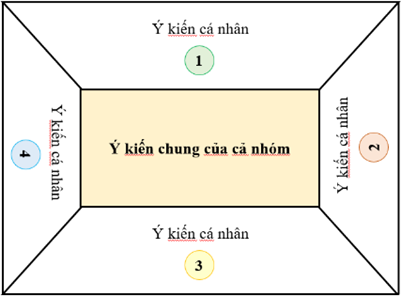 Ý kiến cá nhân
1
Ý kiến cá nhân
2
Ý kiến chung của cả nhóm
Ý kiến cá nhân
4
Ý kiến cá nhân
3